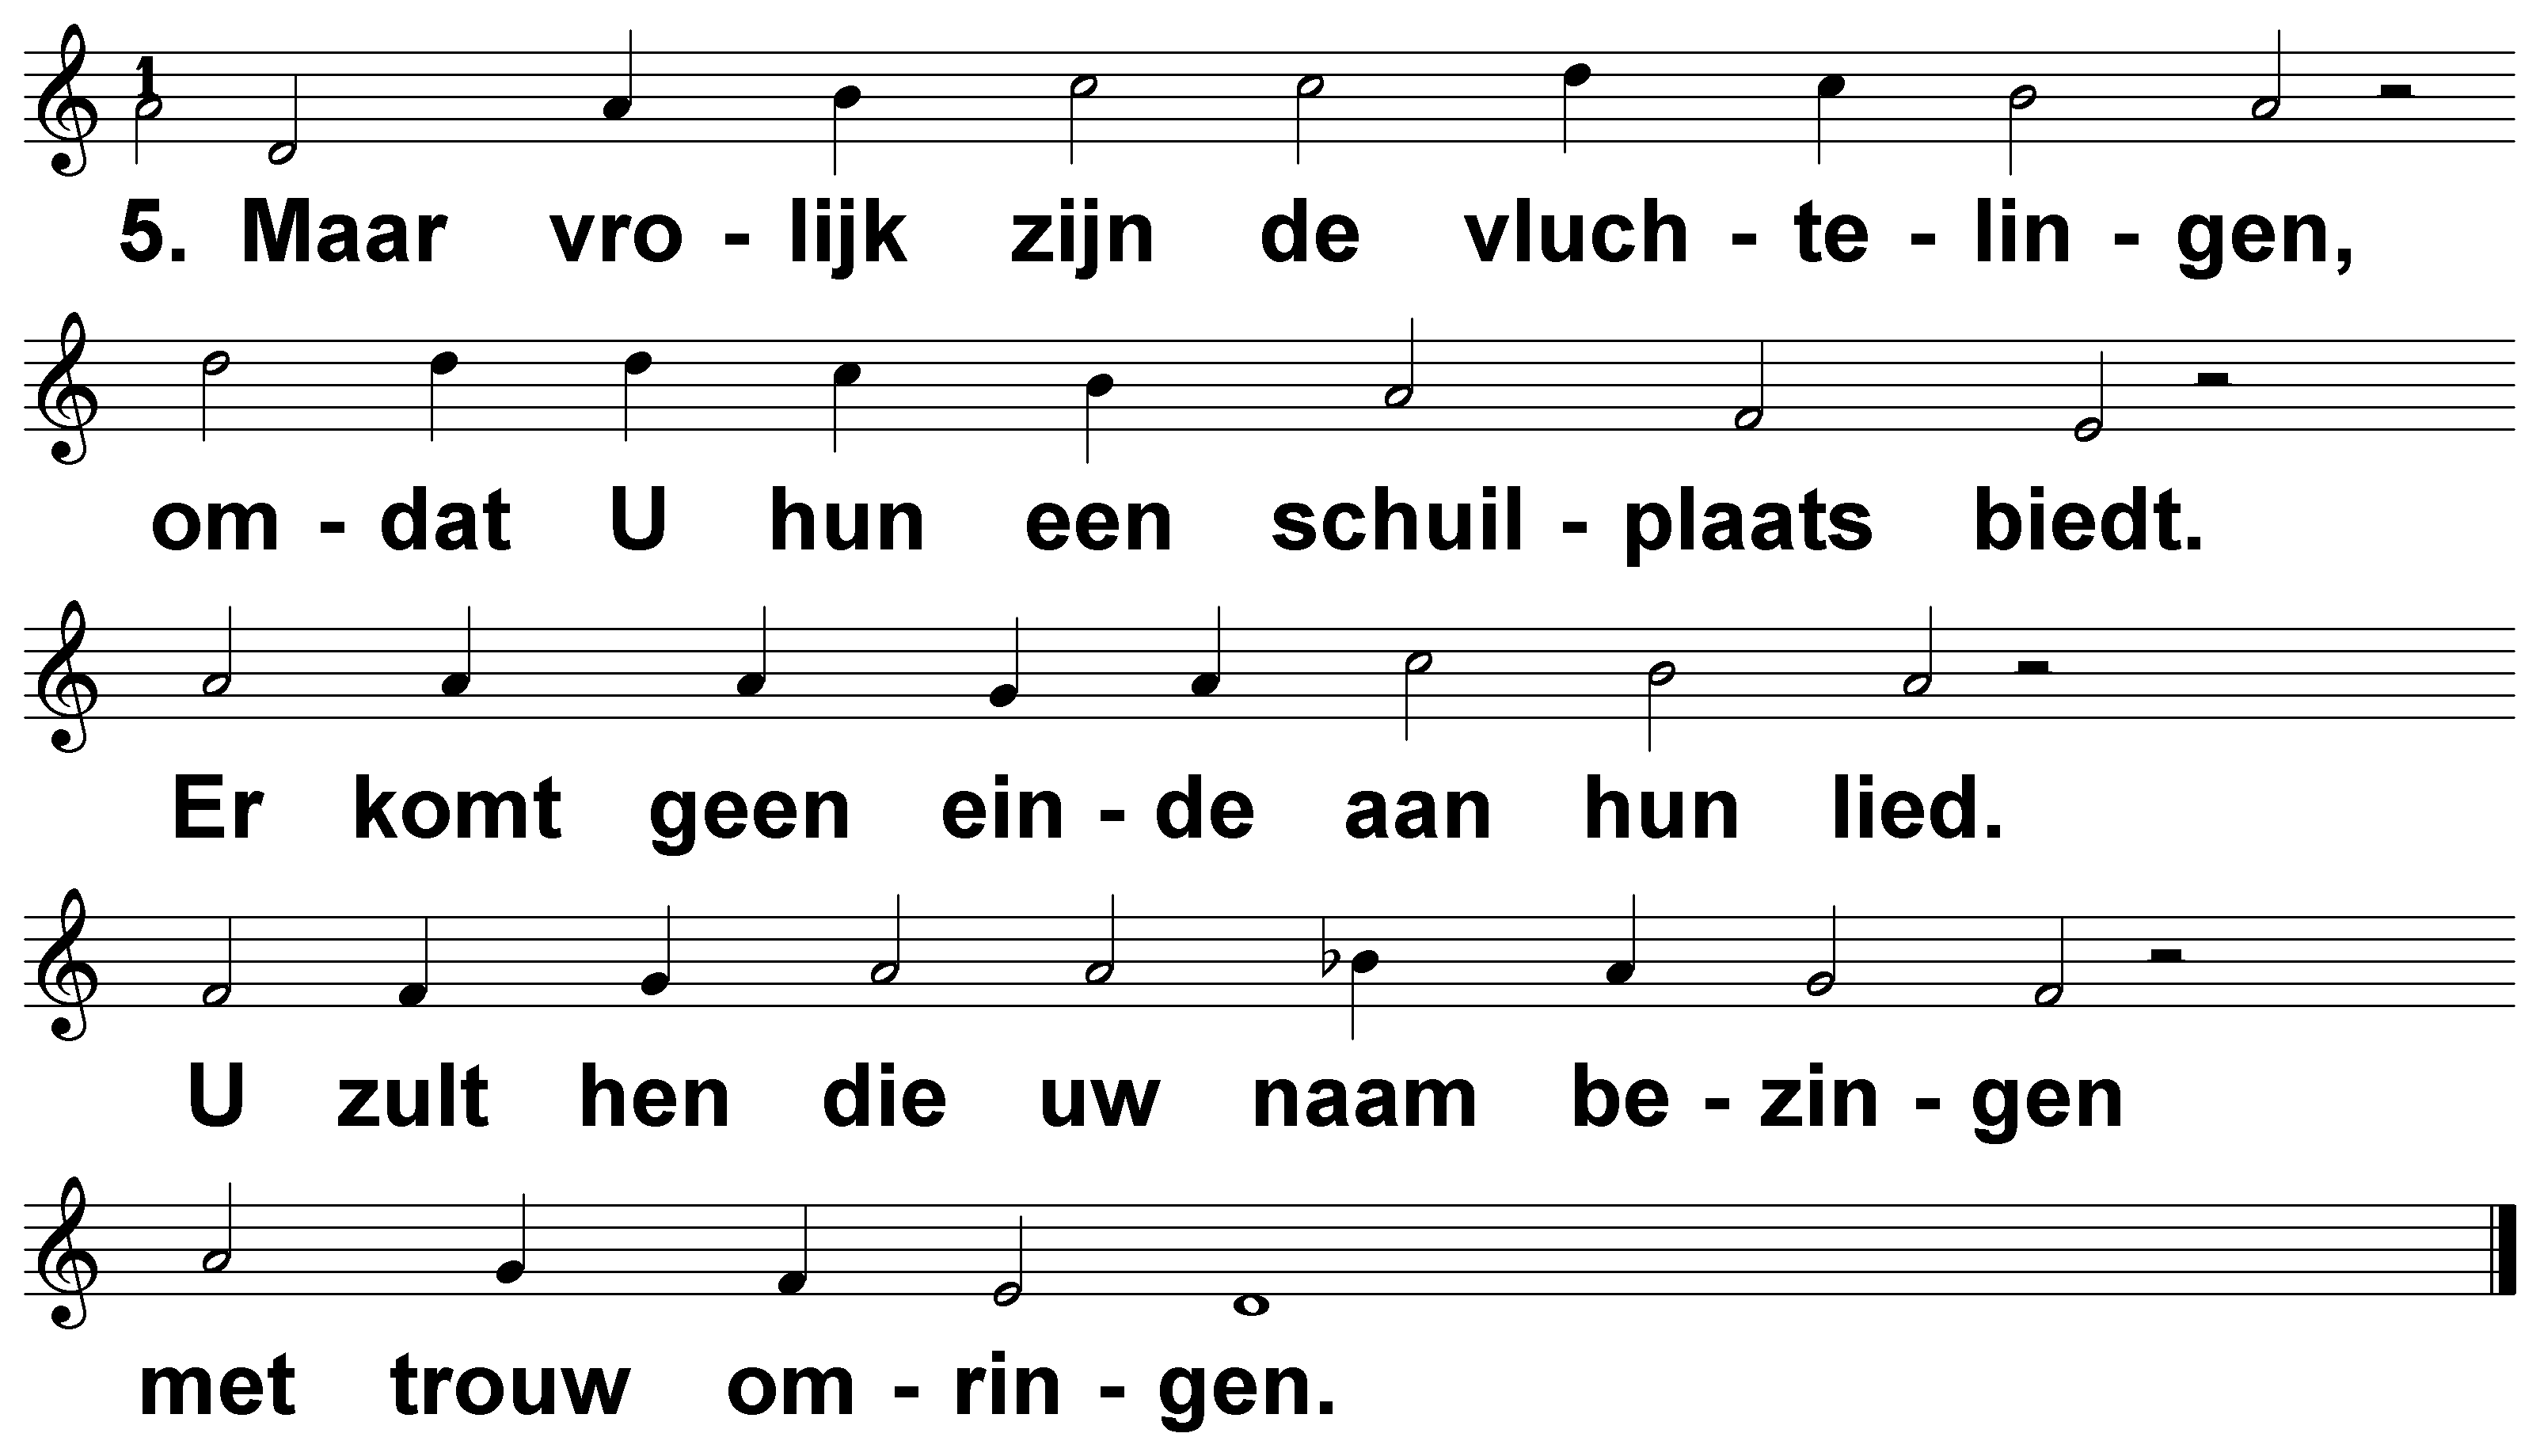 1
5. Maar vro - lijk zijn de vluch - te - lin - gen,
om - dat U hun een schuil - plaats biedt.
Er komt geen ein - de aan hun lied.
U zult hen die uw naam be - zin - gen
met trouw om - rin - gen.